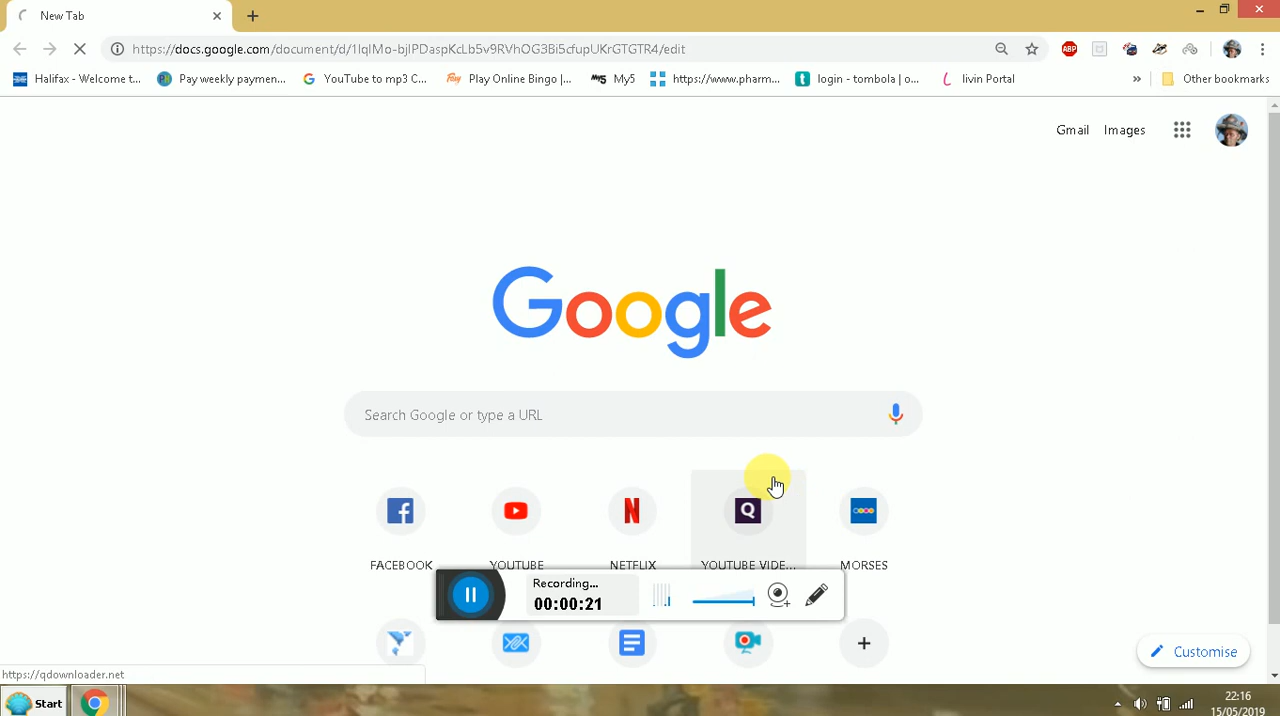 New Tab
https://docs.google.com/document/d/1IqlMo-bjIPDaspKcLb5v9RVhOG3Bi5cfupUKrGTGTR4/edit
ABP
Halifax - Welcome t...
Pay weekly paymen...
YouTube to mp3 C...
Play Online Bingo |...
My5
https://www.pharm...
login - tombola | o...
livin Portal
»
Other bookmarks
Gmail Images
Google
Search Google or type a URL
FACEBOOK
YOUTUBE
NETFLIX
YOUTUBE VIDE...
MORSES
Recording...
00:00:21
Customise
https://qdownloader.net
Start
22:16
15/05/2019